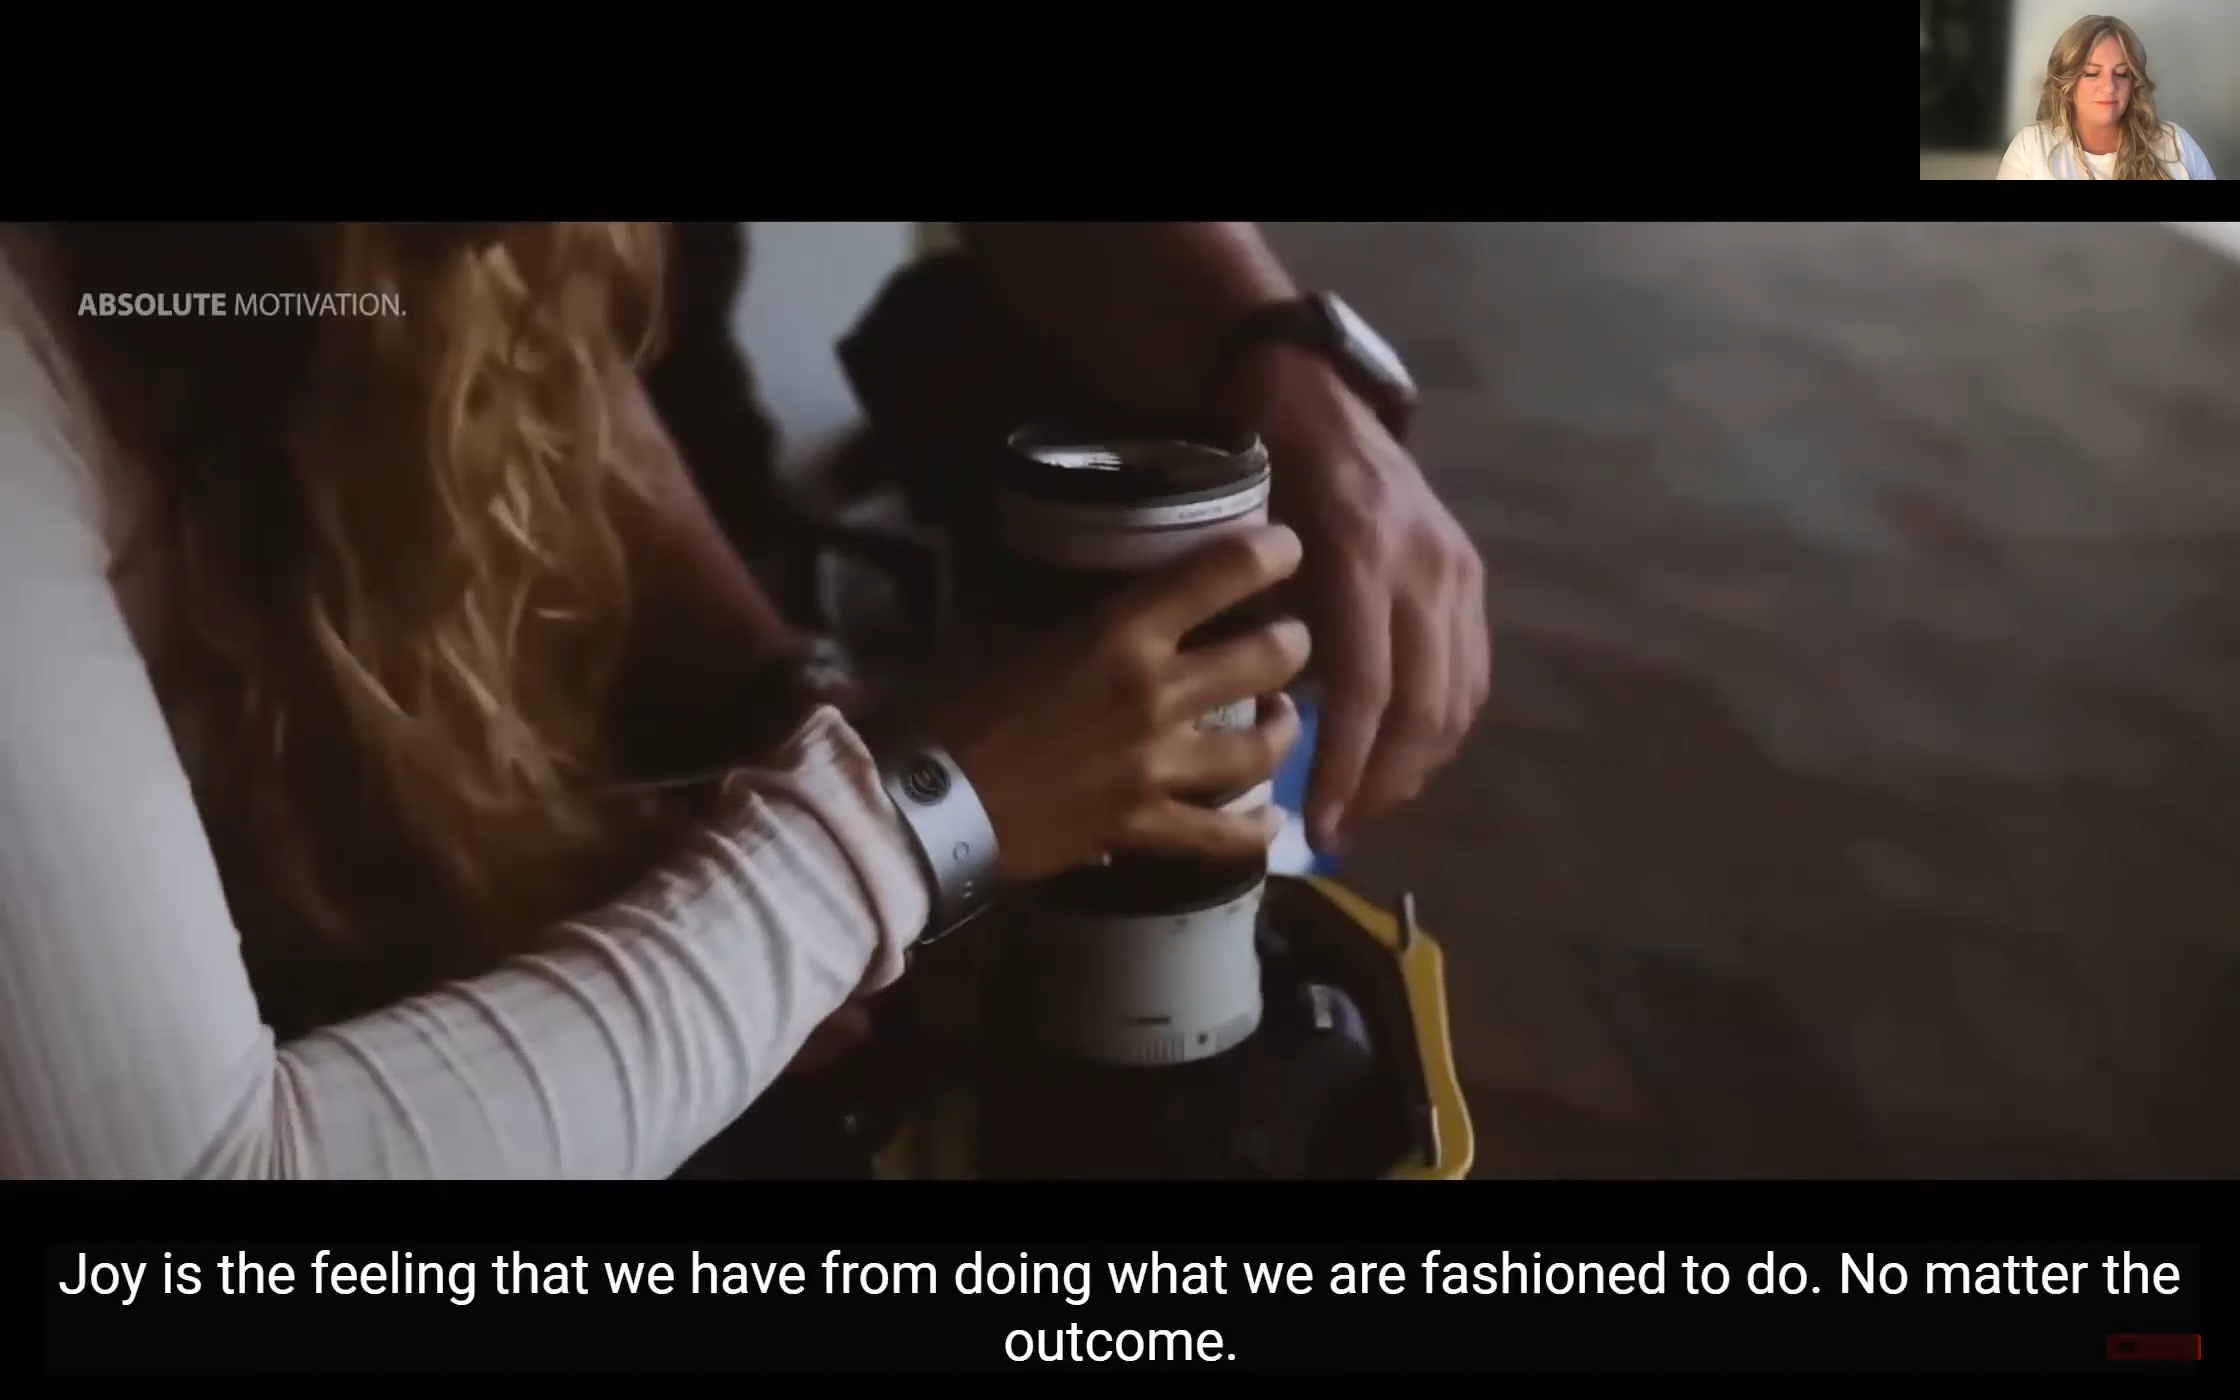 ABSOLUTE MOTIVATION.
Joy is the feeling that we have from doing what we are fashioned to do. No matter the
outcome.